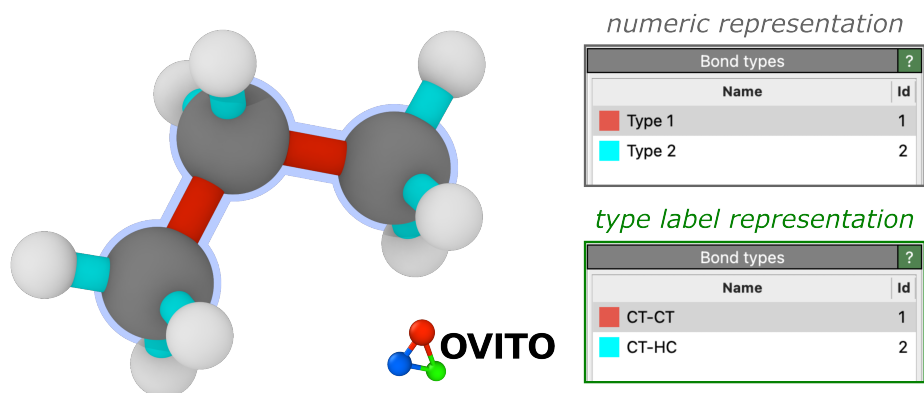 numeric representation
Bond types ?
Name Id
Type 1 1
Type 2 2
type label representation
Bond types ?
Name Id
CT-CT 1
CT-HC 2
OVITO